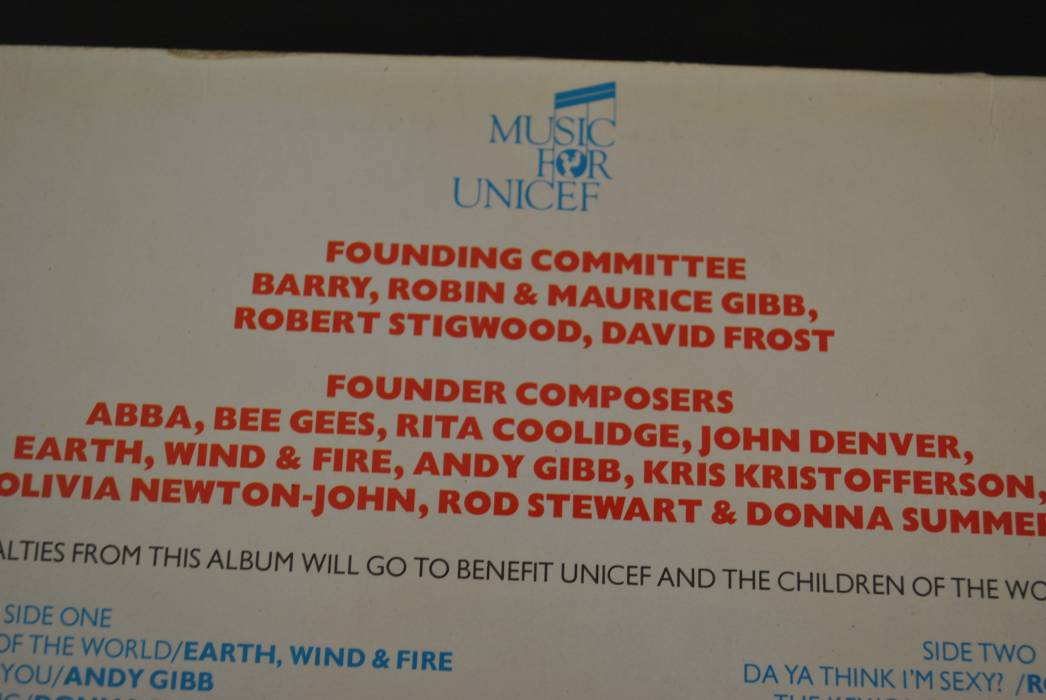 MUSIC
FOR
UNICEF
FOUNDING COMMITTEE
BARRY, ROBIN & MAURICE GIBB,
ROBERT STIGWOOD, DAVID FROST
FOUNDER COMPOSERS
ABBA, BEE GEES, RITA COOLIDGE, JOHN DENVER,
EARTH, WIND & FIRE, ANDY GIBB, KRIS KRISTOFFERSON,
OLIVIA NEWTON-JOHN, ROD STEWART & DONNA SUMMER
ALTIES FROM THIS ALBUM WILL GO TO BENEFIT UNICEF AND THE CHILDREN OF THE WO
SIDE ONE
OF THE WORLD/EARTH, WIND & FIRE
YOU/ANDY GIBB
SIDE TWO
DA YA THINK I'M SEXY? /R